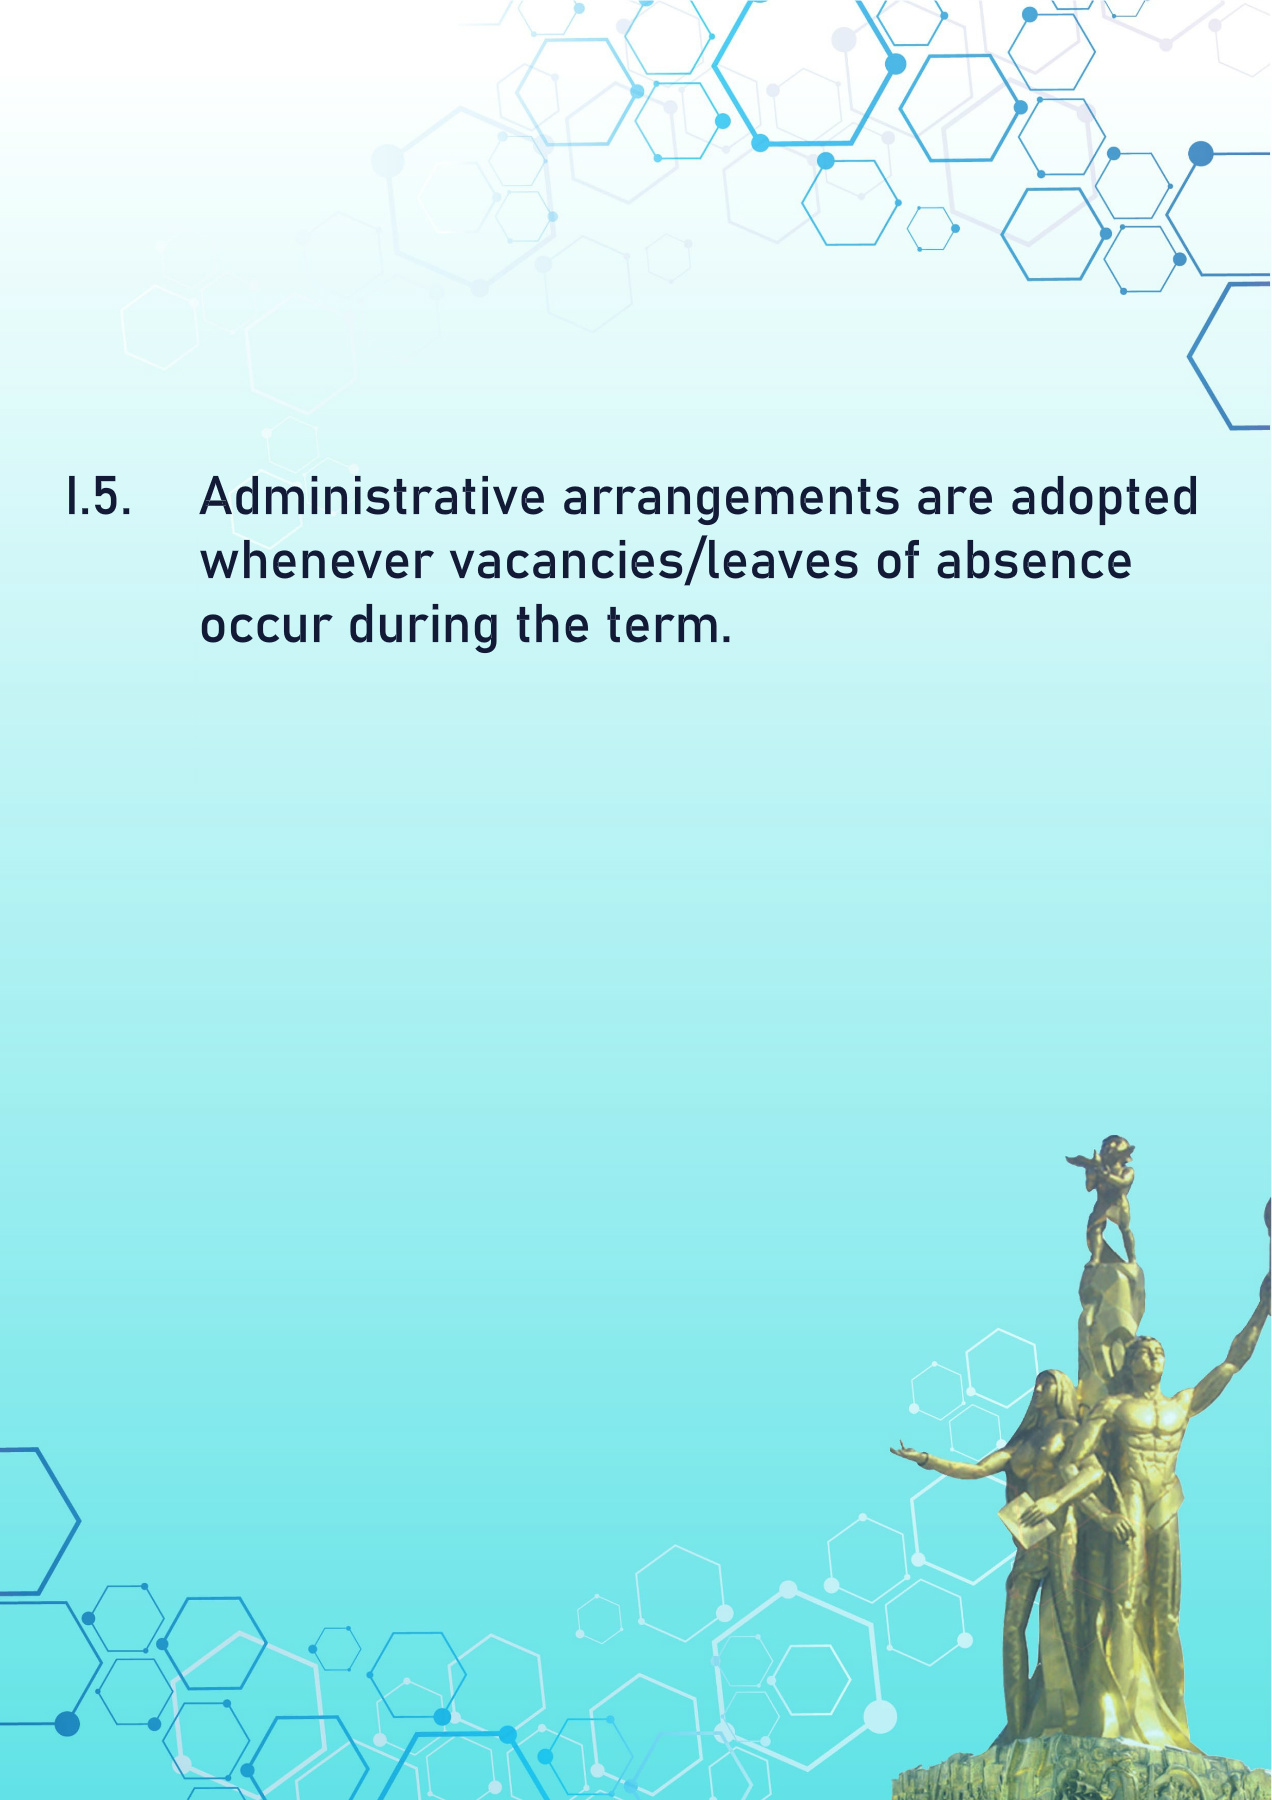 I.5. Administrative arrangements are adopted
whenever vacancies/leaves of absence
occur during the term.